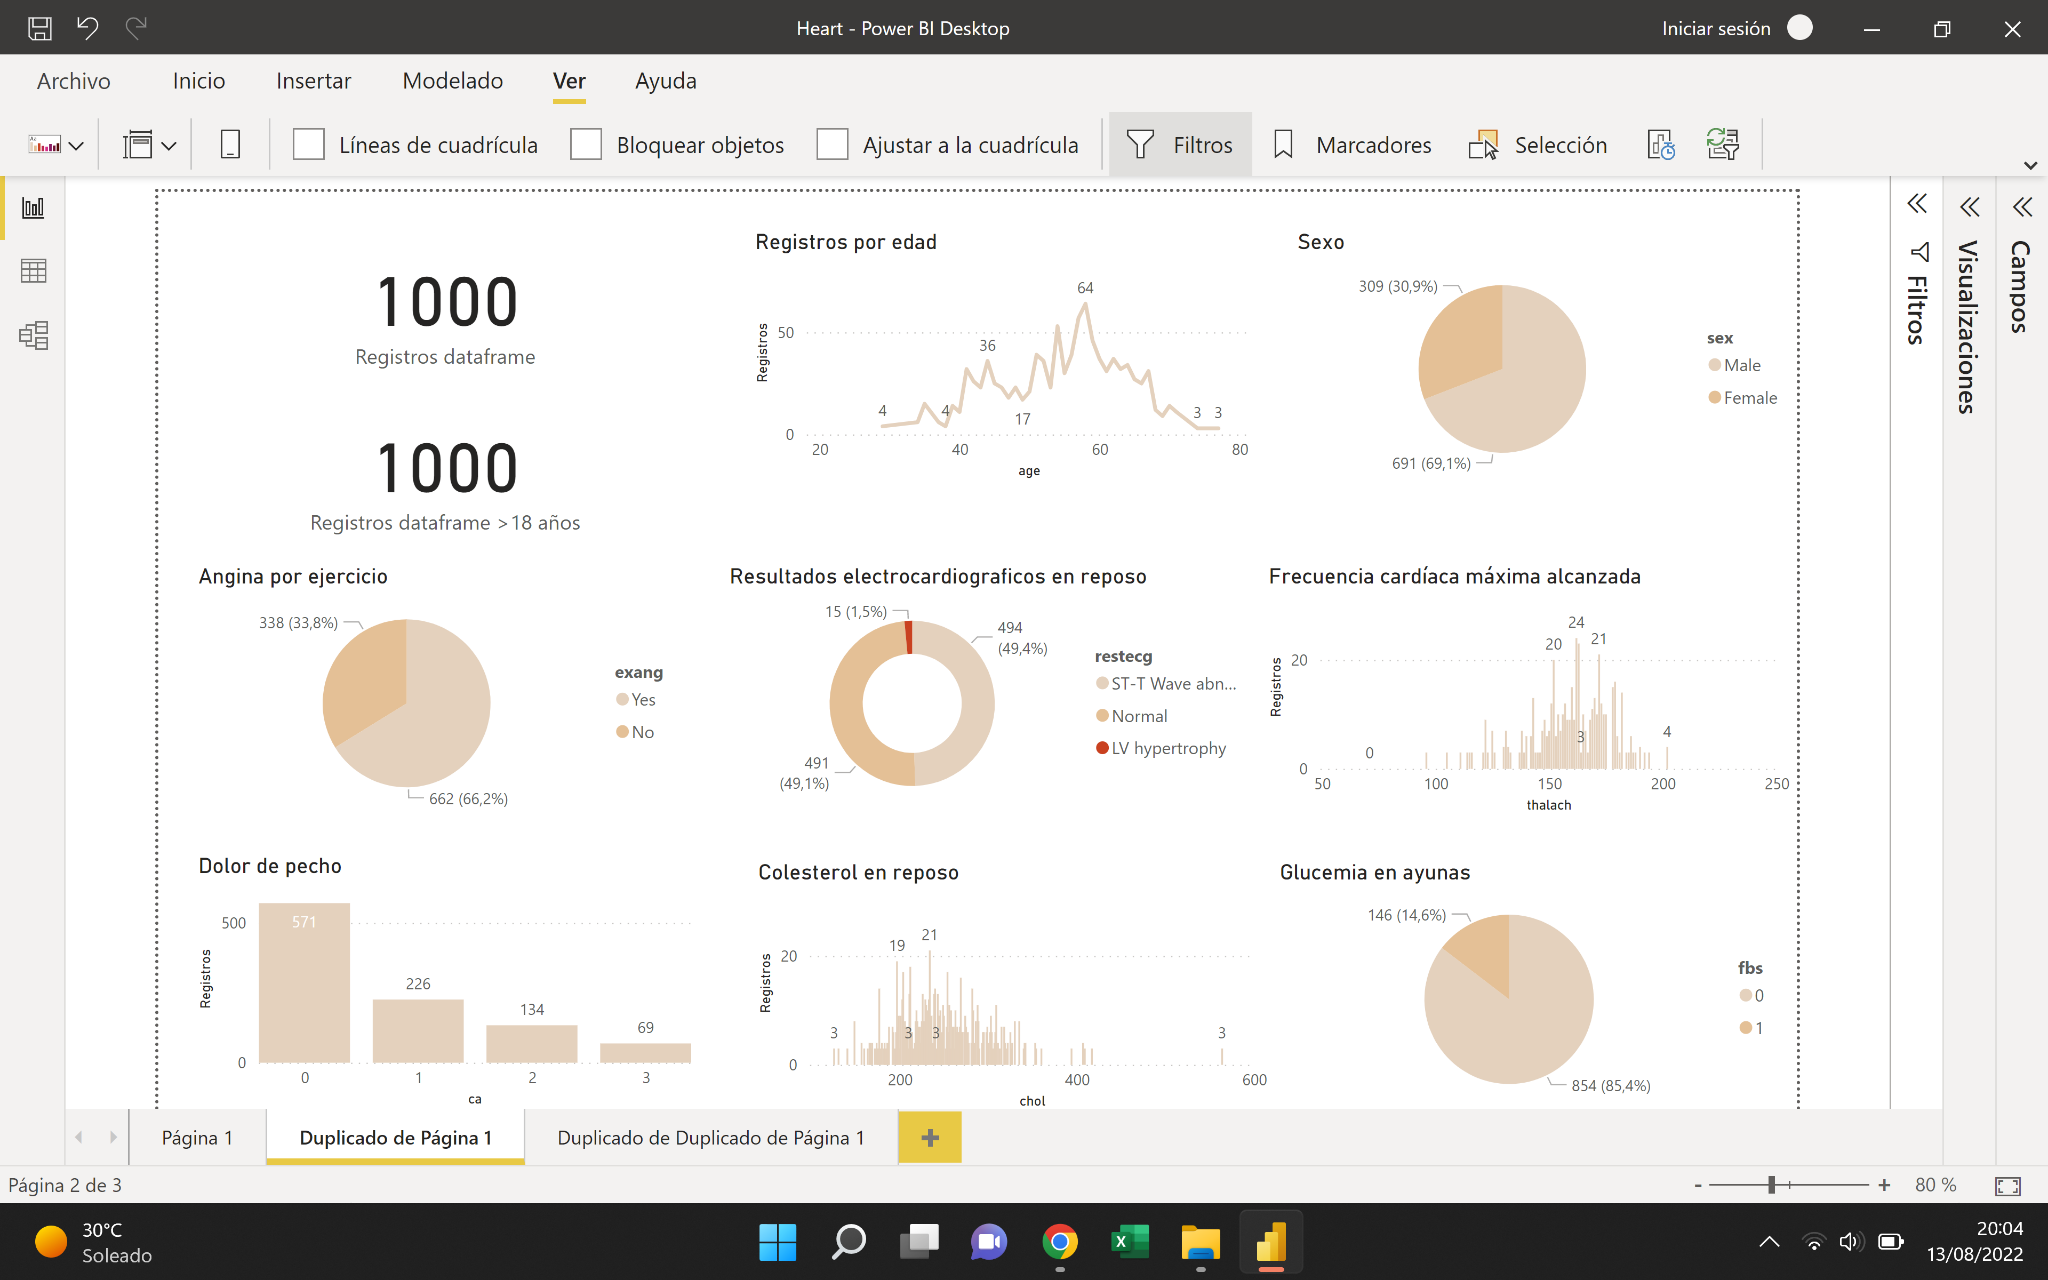 Heart - Power BI Desktop
Iniciar sesión
Archivo Inicio Insertar Modelado Ver Ayuda
Líneas de cuadrícula Bloquear objetos Ajustar a la cuadrícula Filtros Marcadores Selección
Filtros
Visualizaciones
Campos
1000
Registros dataframe
1000
Registros dataframe >18 años
Registros por edad
Registros
50
0
4
4
36
17
64
3
3
20 40 60 80
age
Sexo
309 (30,9%)
691 (69,1%)
sex
Male
Female
Angina por ejercicio
338 (33,8%)
662 (66,2%)
exang
Yes
No
Resultados electrocardiograficos en reposo
15 (1,5%)
494
(49,4%)
491
(49,1%)
restecg
ST-T Wave abn...
Normal
LV hypertrophy
Frecuencia cardíaca máxima alcanzada
Registros
20
0
0
20
24
21
3
4
50 100 150 200 250
thalach
Dolor de pecho
Registros
500
0
571
226
134
69
0 1 2 3
ca
Colesterol en reposo
Registros
20
0
3
19
3
21
3
3
200 400 600
chol
Glucemia en ayunas
146 (14,6%)
854 (85,4%)
fbs
0
1
Página 1 Duplicado de Página 1 Duplicado de Duplicado de Página 1
Página 2 de 3
- + 80 %
30°C
Soleado
20:04
13/08/2022